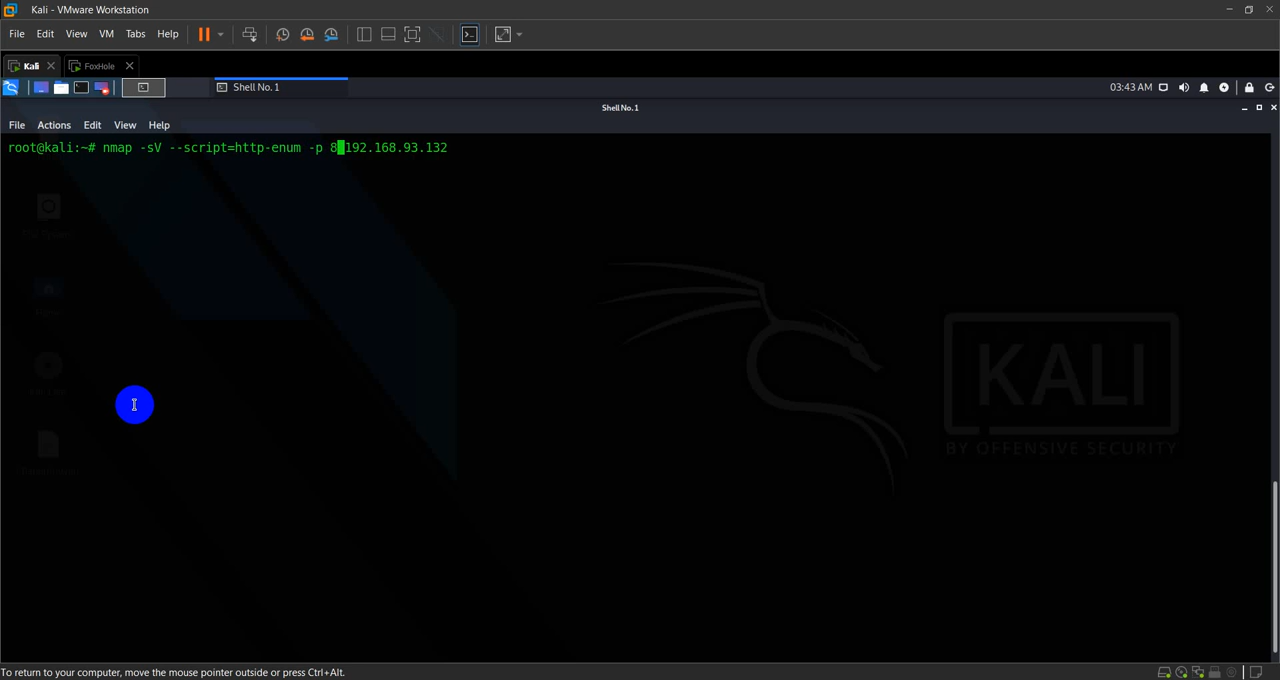 Kali - VMware Workstation
File Edit View VM Tabs Help
Kali FoxHole
Shell No. 1 03:43 AM
Shell No. 1
File Actions Edit View Help
root@kali:~# nmap -sV --script=http-enum -p 8 192.168.93.132
KALI
BY OFFENSIVE SECURITY
To return to your computer, move the mouse pointer outside or press Ctrl+Alt.